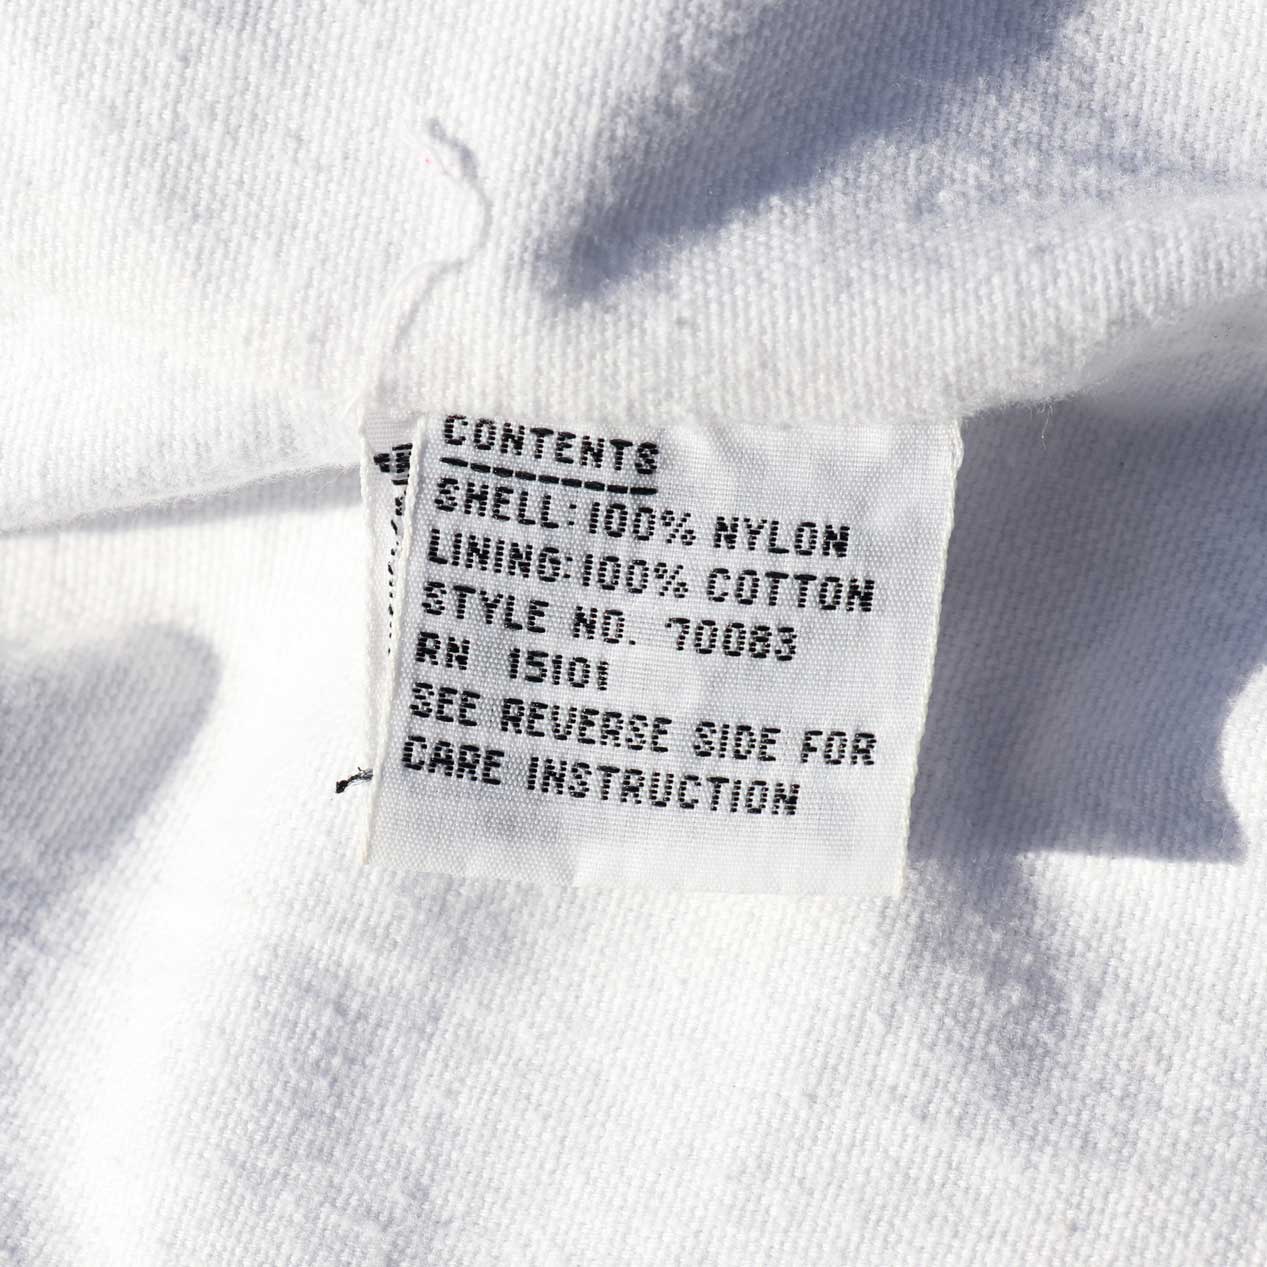 CONTENTS
SHELL:100% NYLON
LINING:100% COTTON
STYLE NO. 70083
RN 15101
SEE REVERSE SIDE FOR
CARE INSTRUCTION